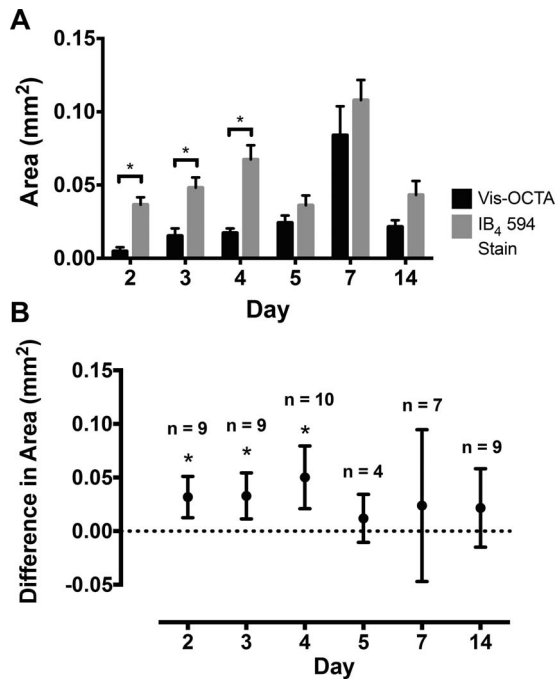 A
Area (mm²)
0.15
0.10
0.05
0.00
*
*
*
2 3 4 5 7 14
Day
Vis-OCTA
IB₄ 594
Stain
B
Difference in Area (mm²)
0.15
0.10
0.05
0.00
-0.05
n = 9
*
n = 9
*
n = 10
*
n = 4
n = 7
n = 9
2 3 4 5 7 14
Day